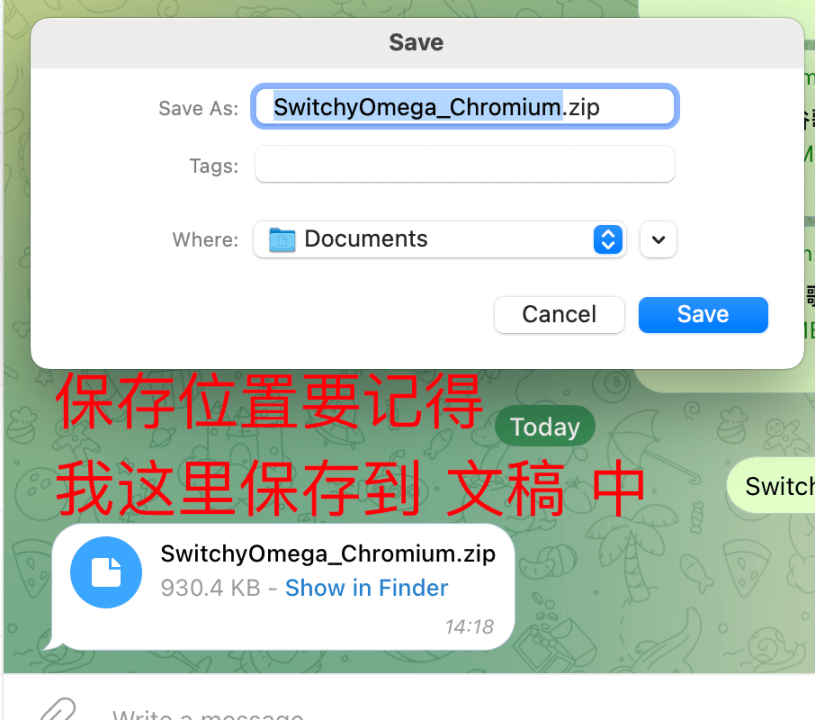 Save
Save As: SwitchyOmega_Chromium.zip
Tags:
Where: Documents
Cancel Save
保存位置要记得
Today
我这里保存到 文稿 中
Switch
SwitchyOmega_Chromium.zip
930.4 KB - Show in Finder
14:18
Write a message...